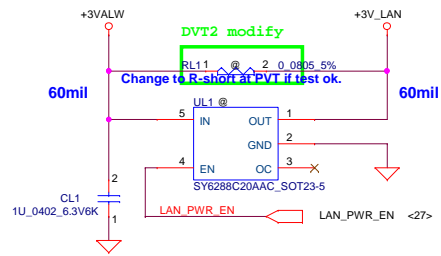 +3VALW
+3V_LAN
DVT2 modify
RL1 1 @ 2 0_0805_5%
Change to R-short at PVT if test ok.
60mil
60mil
UL1 @
5 IN OUT 1
GND 2
4 EN OC 3
SY6288C20AAC_SOT23-5
2
CL1
1U_0402_6.3V6K
1
LAN_PWR_EN
LAN_PWR_EN <27>